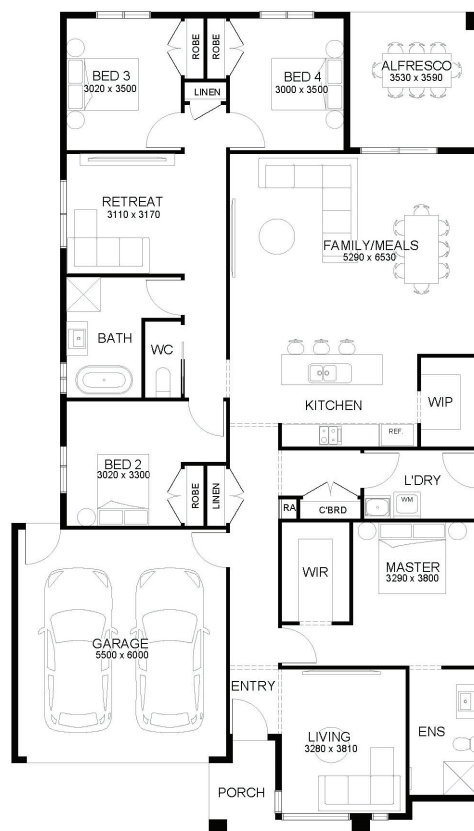 ROBE
ROBE
BED 3
3020 x 3500
BED 4
3000 x 3500
ALFRESCO
3530 x 3590
LINEN
RETREAT
3110 x 3170
FAMILY/MEALS
5290 x 6530
BATH
WC
KITCHEN
WIP
REF.
BED 2
3020 x 3300
ROBE
LINEN
L'DRY
WM
RA
C'BRD
WIR
MASTER
3290 x 3800
GARAGE
5500 x 6000
ENTRY
LIVING
3280 x 3810
ENS
PORCH